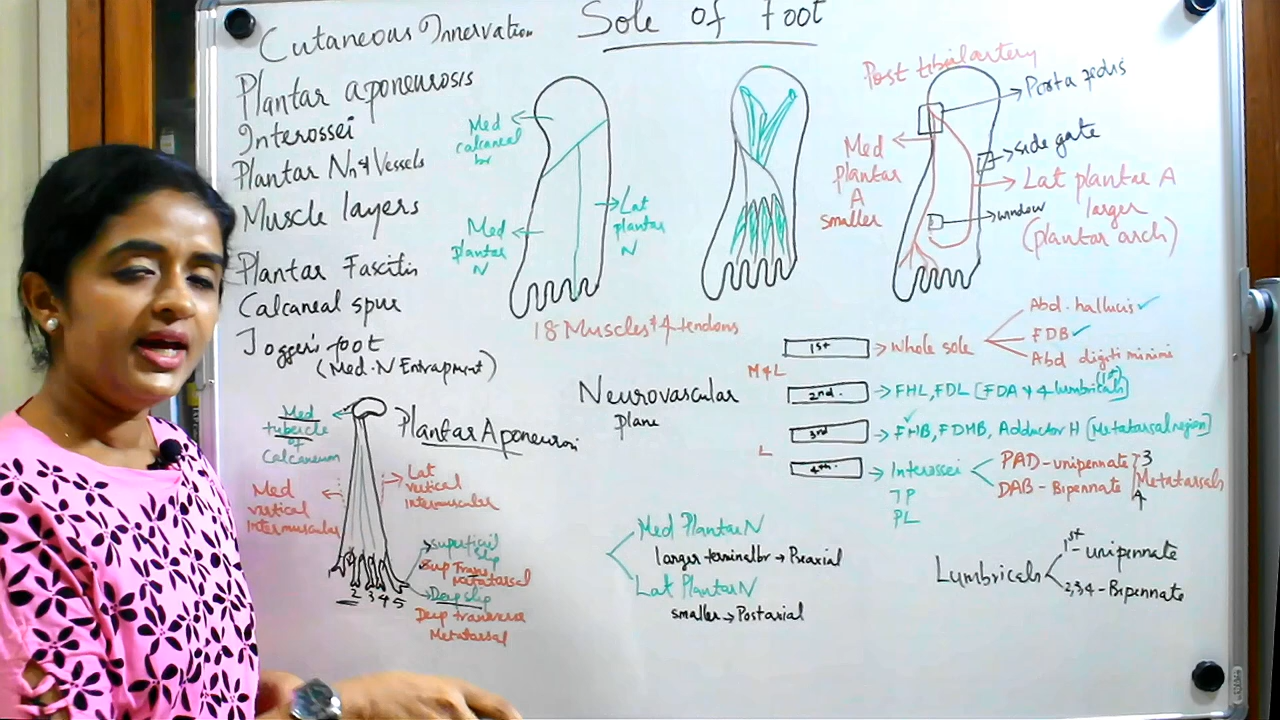 Sole of Foot
Cutaneous Innervation
Plantar aponeurosis
Interossei
Plantar Nn & Vessels
Muscle layers
Plantar Fascitis
Calcaneal spur
Jogger's foot
(Med. N Entrapment)
Med
calcaneal
br
Med
plantar
N
Lat
plantar
N
18 Muscles & 4 tendons
Post tibial artery
Porta pedis
side gate
window
Med
plantar
A
smaller
Lat plantar A
larger
(plantar arch)
Neurovascular
plane
1st
Whole sole
Abd. hallucis ✓
FDB ✓
Abd digiti minimi
M & L
2nd.
FHL, FDL [FDA & 4 lumbricals]
(1st)
3rd
FHB, FDMB, Adductor H [Metatarsal region]
L
4th.
Interossei
TP
PL
PAD-unipennate 3
DAB - Bipennate
Metatarsals
4
Med
tubercle
of
Calcaneum
Plantar Aponeurosis
Med
vertical
Intermuscular
Lat
vertical
intermuscular
superficial
slip
Sup Trans
metatarsal
Deep slip
Deep transverse
Metatarsal
2 3 4 5
Med Plantar N
larger terminal br → Preaxial
Lat Plantar N
smaller → Postaxial
Lumbricals
1st - unipennate
2,3,4 - Bipennate